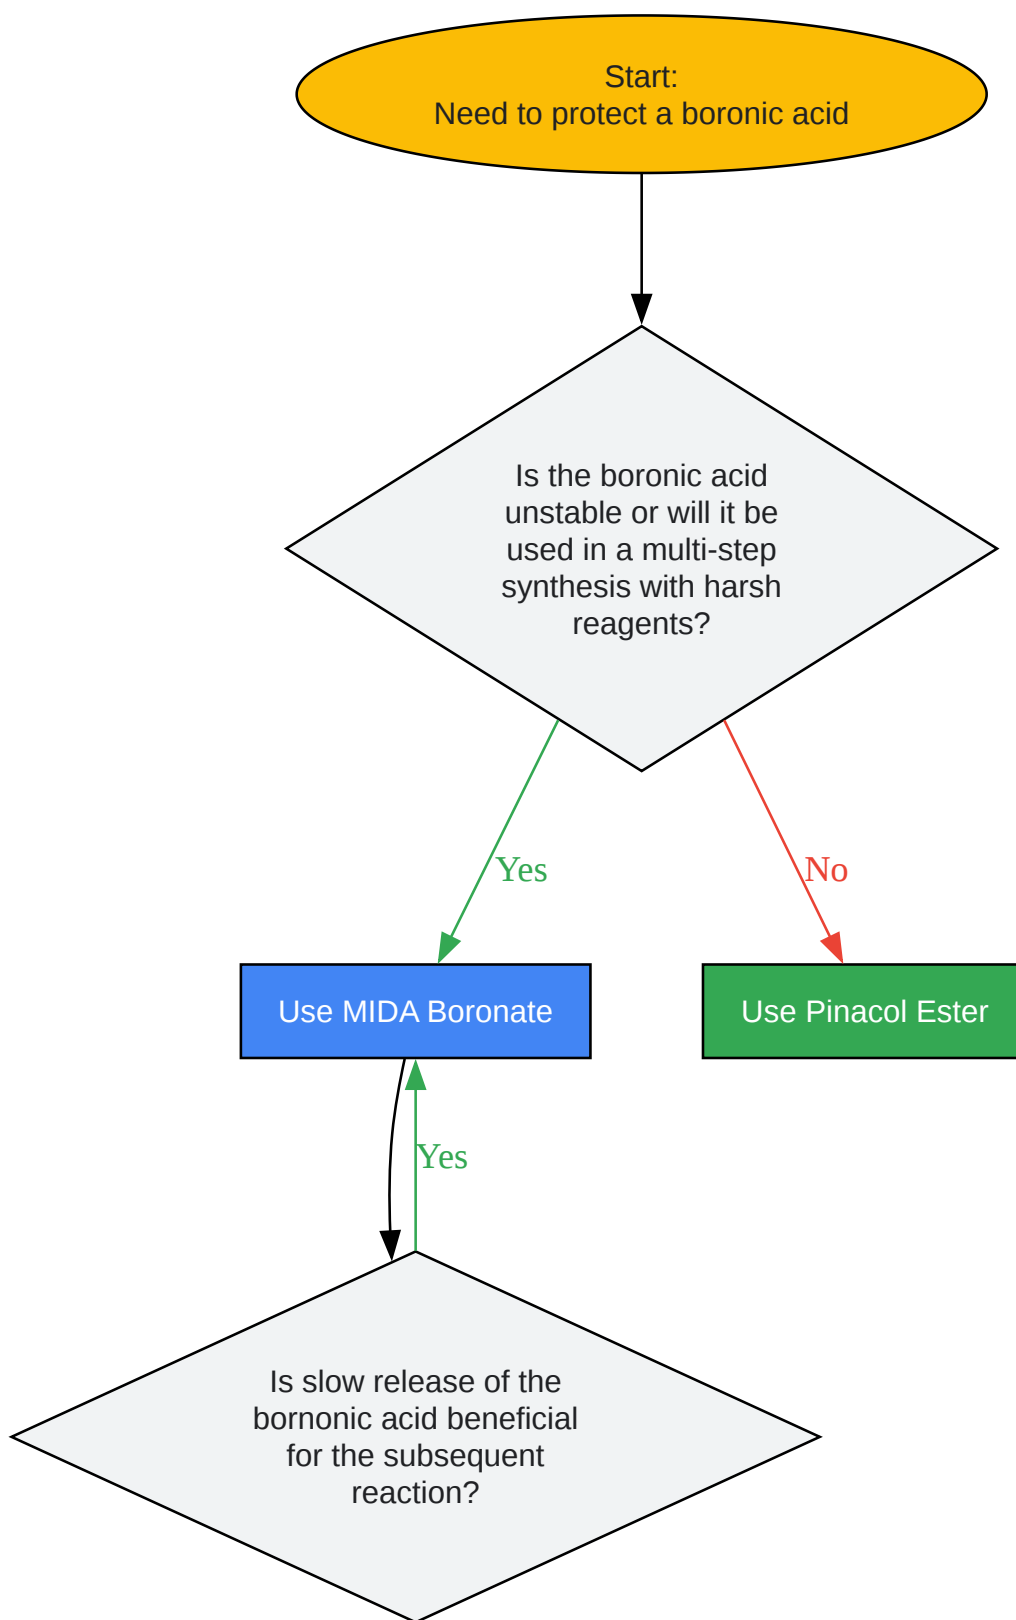 Start:
Need to protect a boronic acid
Is the boronic acid
unstable or will it be
used in a multi-step
synthesis with harsh
reagents?
Yes
No
Use MIDA Boronate
Use Pinacol Ester
Yes
Is slow release of the
bornonic acid beneficial
for the subsequent
reaction?